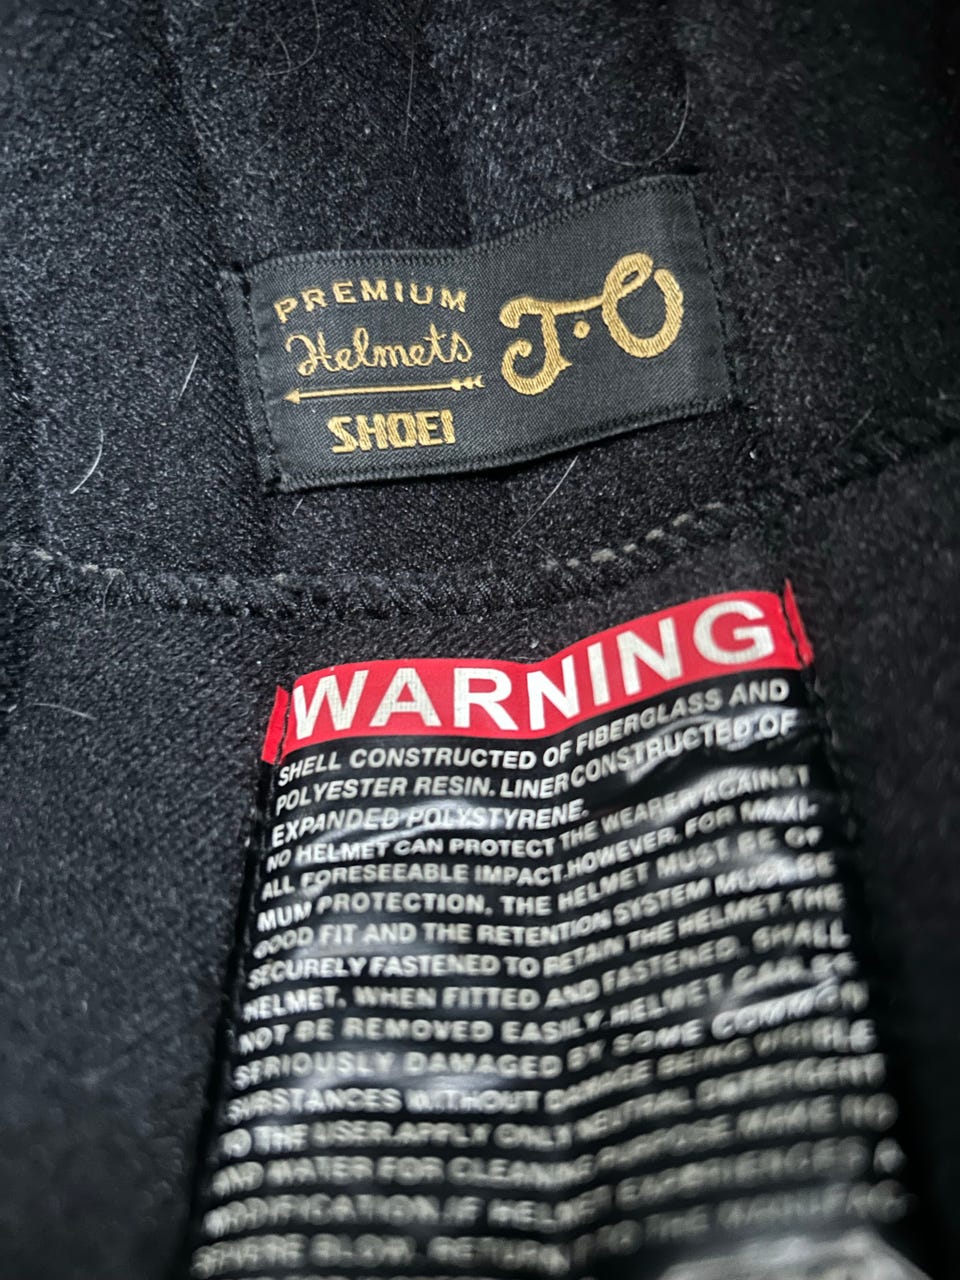 PREMIUM
Helmets
SHOEI
J·O
WARNING
SHELL CONSTRUCTED OF FIBERGLASS AND
POLYESTER RESIN. LINER CONSTRUCTED OF
EXPANDED POLYSTYRENE.
NO HELMET CAN PROTECT THE WEARER AGAINST
ALL FORESEEABLE IMPACT.HOWEVER, FOR MAXI-
MUM PROTECTION, THE HELMET MUST BE OF
GOOD FIT AND THE RETENTION SYSTEM MUST BE
SECURELY FASTENED TO RETAIN THE HELMET.THE
HELMET, WHEN FITTED AND FASTENED, SHALL
NOT BE REMOVED EASILY.HELMET CAN BE
SERIOUSLY DAMAGED BY SOME COMMON
SUBSTANCES WITHOUT DAMAGE BEING VISIBLE
TO THE USER.APPLY ONLY NEUTRAL DETERGENT
AND WATER FOR CLEANING PURPOSE MAKE NO
MODIFICATION.IF HELMET EXPERIENCES A
BLOW, RETURN TO THE